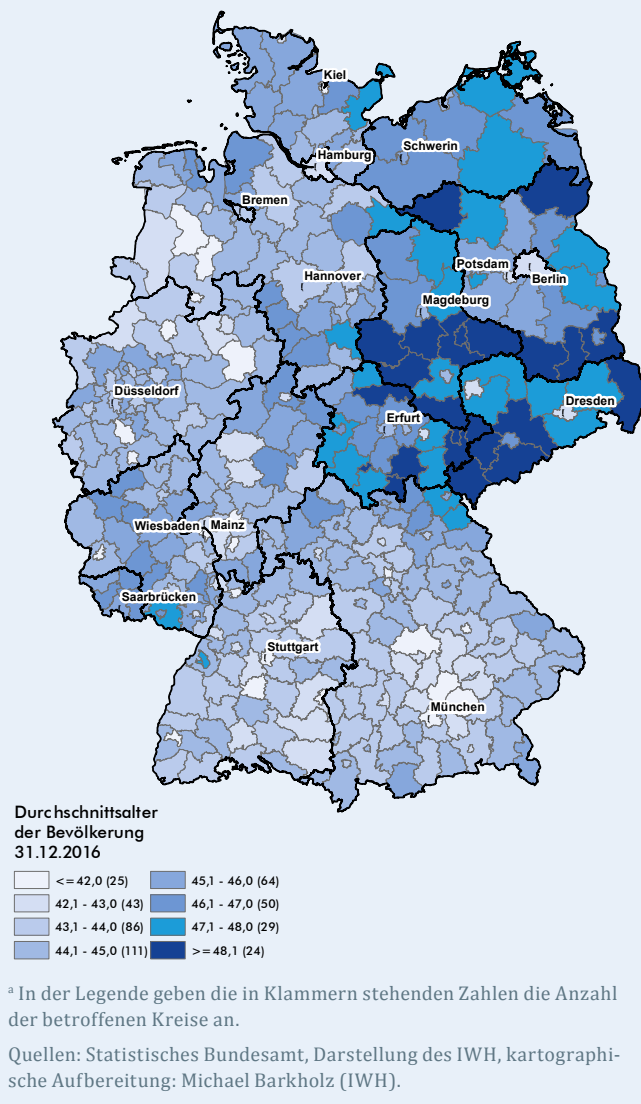 Kiel
Schwerin
Hamburg
Bremen
Potsdam
Berlin
Hannover
Magdeburg
Düsseldorf
Dresden
Erfurt
Wiesbaden
Mainz
Saarbrücken
Stuttgart
München
Durchschnittsalter
der Bevölkerung
31.12.2016
<= 42,0 (25)
42,1 - 43,0 (43)
43,1 - 44,0 (86)
44,1 - 45,0 (111)
45,1 - 46,0 (64)
46,1 - 47,0 (50)
47,1 - 48,0 (29)
>= 48,1 (24)
ª In der Legende geben die in Klammern stehenden Zahlen die Anzahl
der betroffenen Kreise an.
Quellen: Statistisches Bundesamt, Darstellung des IWH, kartographi-
sche Aufbereitung: Michael Barkholz (IWH).